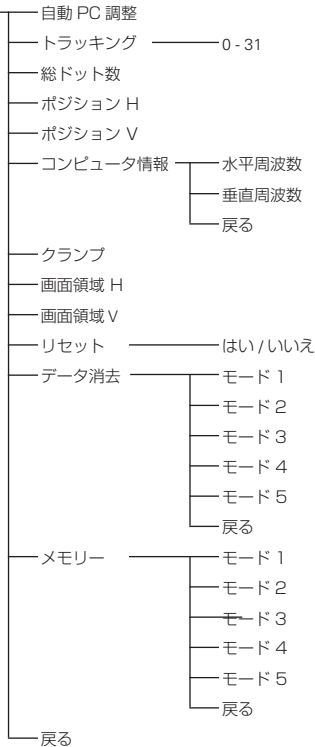 自動 PC 調整
トラッキング 0 - 31
総ドット数
ポジション H
ポジション V
コンピュータ情報 水平周波数
垂直周波数
戻る
クランプ
画面領域 H
画面領域 V
リセット はい / いいえ
データ消去 モード 1
モード 2
モード 3
モード 4
モード 5
戻る
メモリー モード 1
モード 2
モード 3
モード 4
モード 5
戻る
戻る